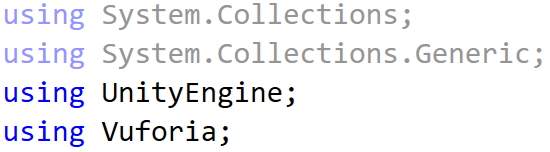 using System.Collections;
using System.Collections.Generic;
using UnityEngine;
using Vuforia;